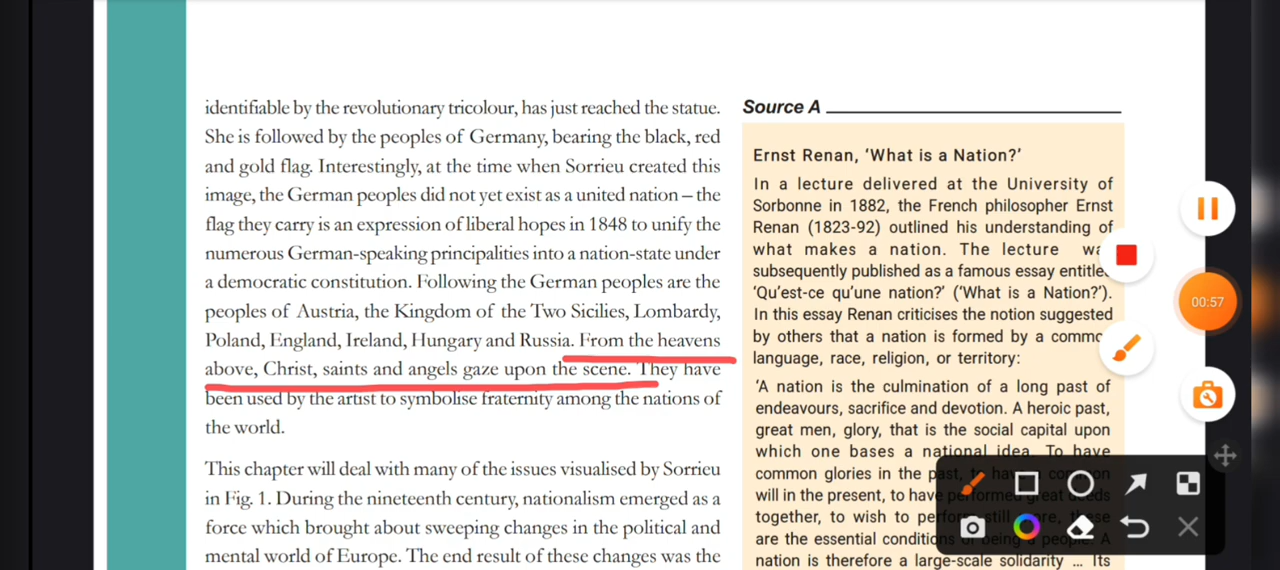 identifiable by the revolutionary tricolour, has just reached the statue.
She is followed by the peoples of Germany, bearing the black, red
and gold flag. Interestingly, at the time when Sorrieu created this
image, the German peoples did not yet exist as a united nation – the
flag they carry is an expression of liberal hopes in 1848 to unify the
numerous German-speaking principalities into a nation-state under
a democratic constitution. Following the German peoples are the
peoples of Austria, the Kingdom of the Two Sicilies, Lombardy,
Poland, England, Ireland, Hungary and Russia. From the heavens
above, Christ, saints and angels gaze upon the scene. They have
been used by the artist to symbolise fraternity among the nations of
the world.
This chapter will deal with many of the issues visualised by Sorrieu
in Fig. 1. During the nineteenth century, nationalism emerged as a
force which brought about sweeping changes in the political and
mental world of Europe. The end result of these changes was the
Source A
Ernst Renan, ‘What is a Nation?’
In a lecture delivered at the University of
Sorbonne in 1882, the French philosopher Ernst
Renan (1823-92) outlined his understanding of
what makes a nation. The lecture
subsequently published as a famous essay
‘Qu’est-ce qu’une nation?’ (‘What is a Nation?’).
In this essay Renan criticises the notion suggested
by others that a nation is formed by a
language, race, religion, or territory:
‘A nation is the culmination of a long past of
endeavours, sacrifice and devotion. A heroic past,
great men, glory, that is the social capital upon
which one bases a national idea. To have
common glories in the past, to have a common
will in the present, to have performed great deeds
together, to wish to perform still more, these
are the essential conditions of being a people. A
nation is therefore a large-scale solidarity ... Its
00:57